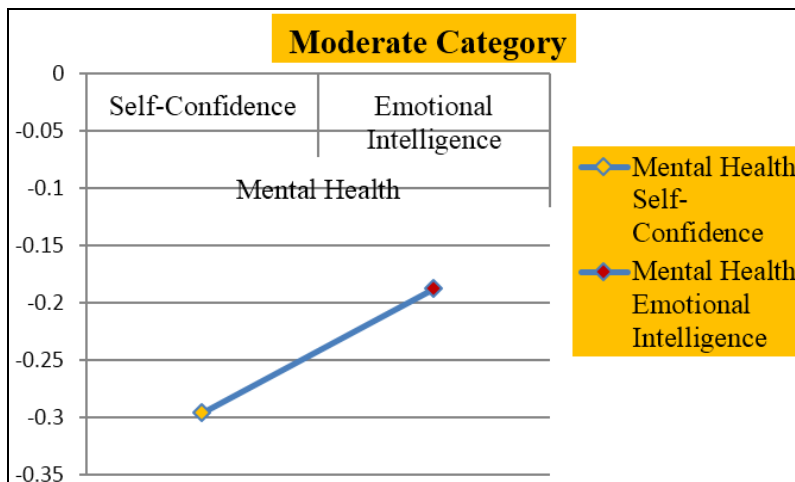 Moderate Category
0
-0.05
-0.1
-0.15
-0.2
-0.25
-0.3
-0.35
Self-Confidence
Emotional
Intelligence
Mental Health
Mental Health
Self-
Confidence
Mental Health
Emotional
Intelligence